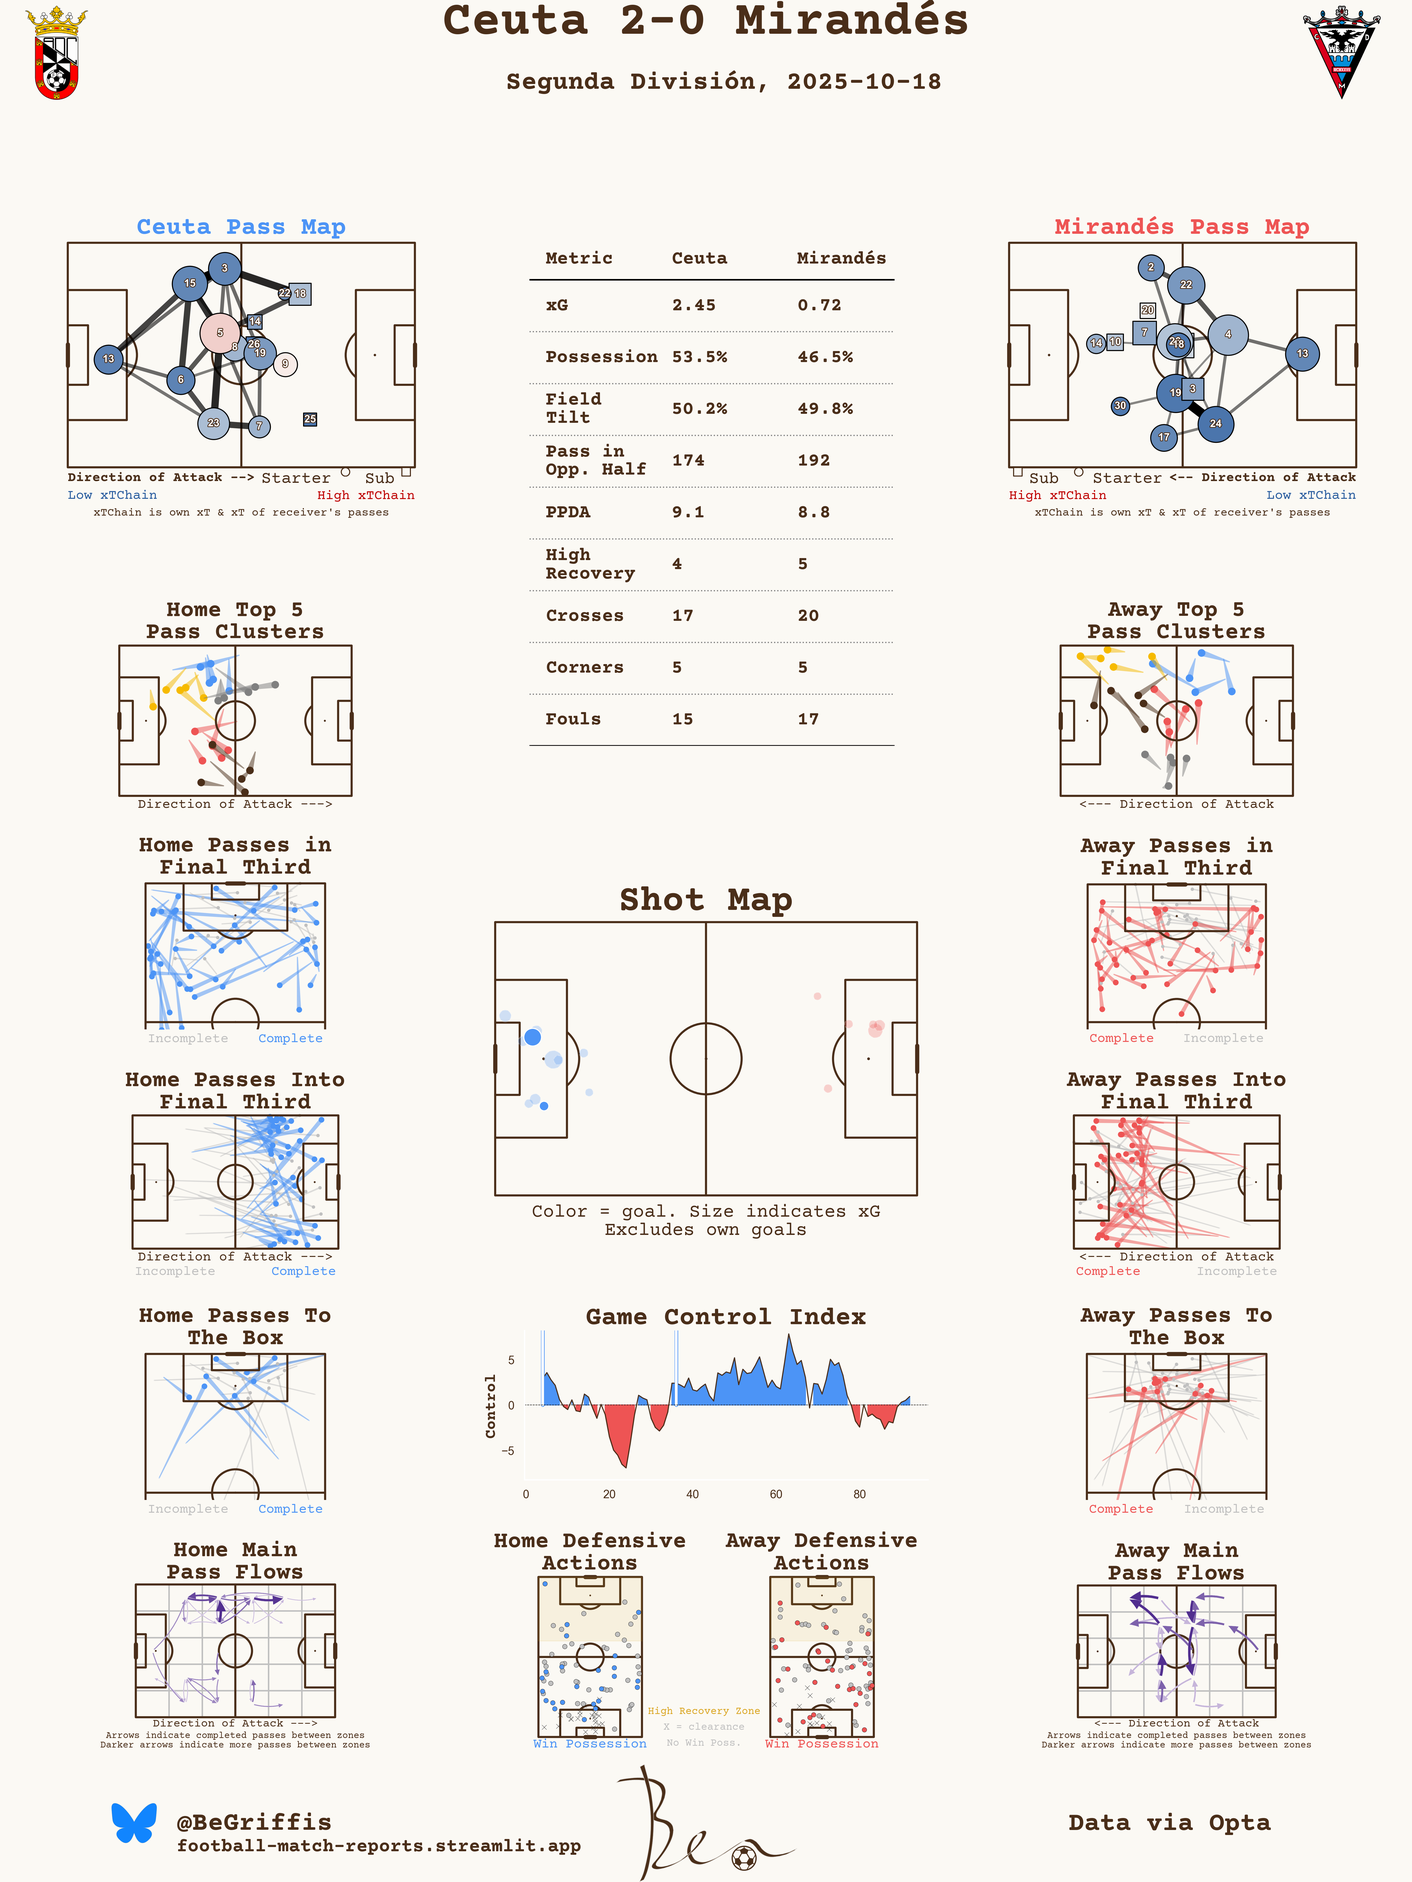 Ceuta 2-0 Mirandés
Segunda División, 2025-10-18
Ceuta Pass Map
3
15
22
18
5
14
8
26
19
9
13
6
23
7
25
Direction of Attack --> Starter Sub
Low xTChain High xTChain
xTChain is own xT & xT of receiver's passes
Metric Ceuta Mirandés
xG 2.45 0.72
Possession 53.5% 46.5%
Field
Tilt 50.2% 49.8%
Pass in
Opp. Half 174 192
PPDA 9.1 8.8
High
Recovery 4 5
Crosses 17 20
Corners 5 5
Fouls 15 17
Mirandés Pass Map
2
22
20
7
14
10
18
4
13
19
3
30
24
17
Sub Starter <-- Direction of Attack
High xTChain Low xTChain
xTChain is own xT & xT of receiver's passes
Home Top 5
Pass Clusters
Direction of Attack --->
Away Top 5
Pass Clusters
<--- Direction of Attack
Home Passes in
Final Third
Incomplete Complete
Shot Map
Color = goal. Size indicates xG
Excludes own goals
Away Passes in
Final Third
Complete Incomplete
Home Passes Into
Final Third
Direction of Attack --->
Incomplete Complete
Away Passes Into
Final Third
<--- Direction of Attack
Complete Incomplete
Home Passes To
The Box
Incomplete Complete
Game Control Index
Control
5
0
−5
0 20 40 60 80
Away Passes To
The Box
Complete Incomplete
Home Main
Pass Flows
Direction of Attack --->
Arrows indicate completed passes between zones
Darker arrows indicate more passes between zones
Home Defensive
Actions
Win Possession
High Recovery Zone
X = clearance
No Win Poss.
Away Defensive
Actions
Win Possession
Away Main
Pass Flows
<--- Direction of Attack
Arrows indicate completed passes between zones
Darker arrows indicate more passes between zones
@BeGriffis
football-match-reports.streamlit.app
Ben
Data via Opta